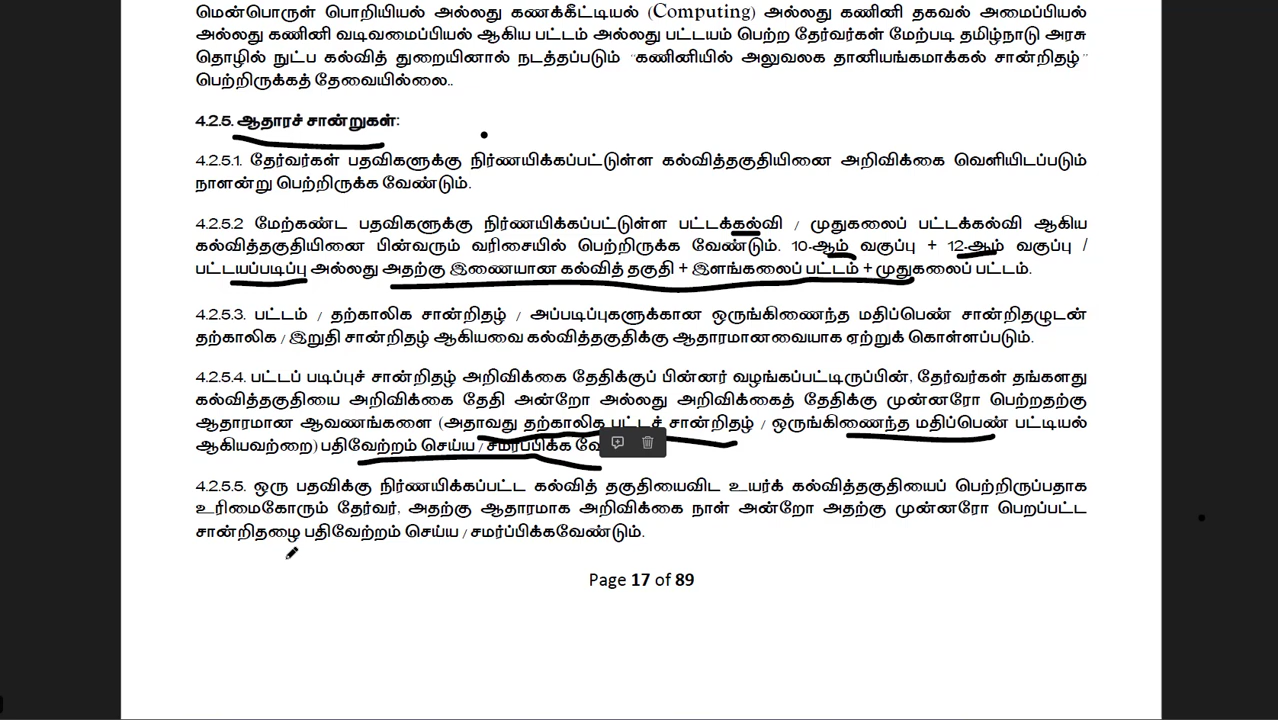 மென்பொருள் பொறியியல் அல்லது கணக்கீட்டியல் (Computing) அல்லது கணினி தகவல் அமைப்பியல்
அல்லது கணினி வடிவமைப்பியல் ஆகிய பட்டம் அல்லது பட்டயம் பெற்ற தேர்வர்கள் மேற்படி தமிழ்நாடு அரசு
தொழில் நுட்ப கல்வித் துறையினால் நடத்தப்படும் "கணினியில் அலுவலக தானியங்கமாக்கல் சான்றிதழ்"
பெற்றிருக்கத் தேவையில்லை..
4.2.5. ஆதாரச் சான்றுகள்:
4.2.5.1. தேர்வர்கள் பதவிகளுக்கு நிர்ணயிக்கப்பட்டுள்ள கல்வித்தகுதியினை அறிவிக்கை வெளியிடப்படும்
நாளன்று பெற்றிருக்க வேண்டும்.
4.2.5.2 மேற்கண்ட பதவிகளுக்கு நிர்ணயிக்கப்பட்டுள்ள பட்டக்கல்வி / முதுகலைப் பட்டக்கல்வி ஆகிய
கல்வித்தகுதியினை பின்வரும் வரிசையில் பெற்றிருக்க வேண்டும். 10-ஆம் வகுப்பு + 12-ஆம் வகுப்பு /
பட்டயப்படிப்பு அல்லது அதற்கு இணையான கல்வித் தகுதி + இளங்கலைப் பட்டம் + முதுகலைப் பட்டம்.
4.2.5.3. பட்டம் / தற்காலிக சான்றிதழ் / அப்படிப்புகளுக்கான ஒருங்கிணைந்த மதிப்பெண் சான்றிதழுடன்
தற்காலிக / இறுதி சான்றிதழ் ஆகியவை கல்வித்தகுதிக்கு ஆதாரமானவையாக ஏற்றுக் கொள்ளப்படும்.
4.2.5.4. பட்டப் படிப்புச் சான்றிதழ் அறிவிக்கை தேதிக்குப் பின்னர் வழங்கப்பட்டிருப்பின், தேர்வர்கள் தங்களது
கல்வித்தகுதியை அறிவிக்கை தேதி அன்றோ அல்லது அறிவிக்கைத் தேதிக்கு முன்னரோ பெற்றதற்கு
ஆதாரமான ஆவணங்களை (அதாவது தற்காலிக பட்டச் சான்றிதழ் / ஒருங்கிணைந்த மதிப்பெண் பட்டியல்
ஆகியவற்றை) பதிவேற்றம் செய்ய / சமர்ப்பிக்க
4.2.5.5. ஒரு பதவிக்கு நிர்ணயிக்கப்பட்ட கல்வித் தகுதியைவிட உயர்க் கல்வித்தகுதியைப் பெற்றிருப்பதாக
உரிமைகோரும் தேர்வர், அதற்கு ஆதாரமாக அறிவிக்கை நாள் அன்றோ அதற்கு முன்னரோ பெறப்பட்ட
சான்றிதழை பதிவேற்றம் செய்ய / சமர்ப்பிக்கவேண்டும்.
Page 17 of 89